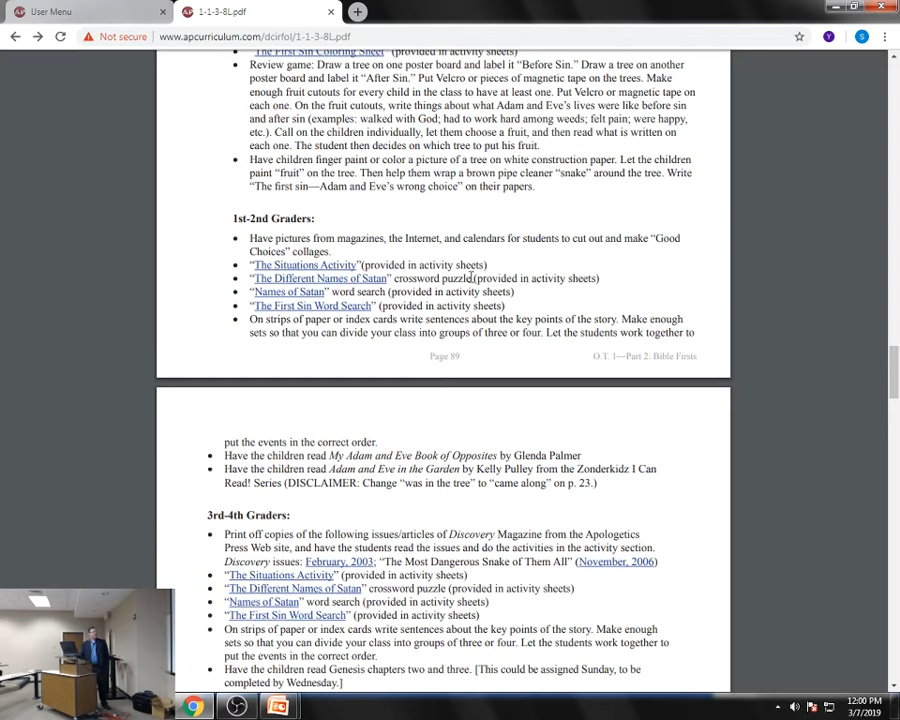 User Menu
1-1-3-8L.pdf
Not secure
www.apcurriculum.com/dcirfol/1-1-3-8L.pdf
"The First Sin Coloring Sheet" (provided in activity sheets)
• Review game: Draw a tree on one poster board and label it "Before Sin." Draw a tree on another
poster board and label it "After Sin." Put Velcro or pieces of magnetic tape on the trees. Make
enough fruit cutouts for every child in the class to have at least one. Put Velcro or magnetic tape on
each one. On the fruit cutouts, write things about what Adam and Eve's lives were like before sin
and after sin (examples: walked with God; had to work hard among weeds; felt pain; were happy,
etc.). Call on the children individually, let them choose a fruit, and then read what is written on
each one. The student then decides on which tree to put his fruit.
• Have children finger paint or color a picture of a tree on white construction paper. Let the children
paint "fruit" on the tree. Then help them wrap a brown pipe cleaner "snake" around the tree. Write
"The first sin—Adam and Eve's wrong choice" on their papers.
1st-2nd Graders:
• Have pictures from magazines, the Internet, and calendars for students to cut out and make "Good
Choices" collages.
• "The Situations Activity"(provided in activity sheets)
• "The Different Names of Satan" crossword puzzle (provided in activity sheets)
• "Names of Satan" word search (provided in activity sheets)
• "The First Sin Word Search" (provided in activity sheets)
• On strips of paper or index cards write sentences about the key points of the story. Make enough
sets so that you can divide your class into groups of three or four. Let the students work together to
Page 89
O.T. 1—Part 2. Bible Firsts
put the events in the correct order.
• Have the children read My Adam and Eve Book of Opposites by Glenda Palmer
• Have the children read Adam and Eve in the Garden by Kelly Pulley from the Zonderkidz I Can
Read! Series (DISCLAIMER: Change "was in the tree" to "came along" on p. 23.)
3rd-4th Graders:
• Print off copies of the following issues/articles of Discovery Magazine from the Apologetics
Press Web site, and have the students read the issues and do the activities in the activity section.
Discovery issues: February, 2003; "The Most Dangerous Snake of Them All" (November, 2006)
• "The Situations Activity" (provided in activity sheets)
• "The Different Names of Satan" crossword puzzle (provided in activity sheets)
• "Names of Satan" word search (provided in activity sheets)
• "The First Sin Word Search" (provided in activity sheets)
• On strips of paper or index cards write sentences about the key points of the story. Make enough
sets so that you can divide your class into groups of three or four. Let the students work together to
put the events in the correct order.
• Have the children read Genesis chapters two and three. [This could be assigned Sunday, to be
completed by Wednesday.]
12:00 PM
3/7/2019